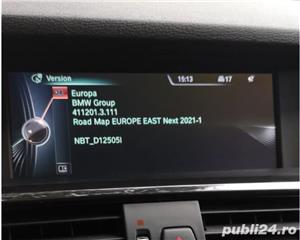 Version
15:13
17
Europa
BMW Group
411201.3.111
Road Map EUROPE EAST Next 2021-1
NBT_D12505I
publi24.ro